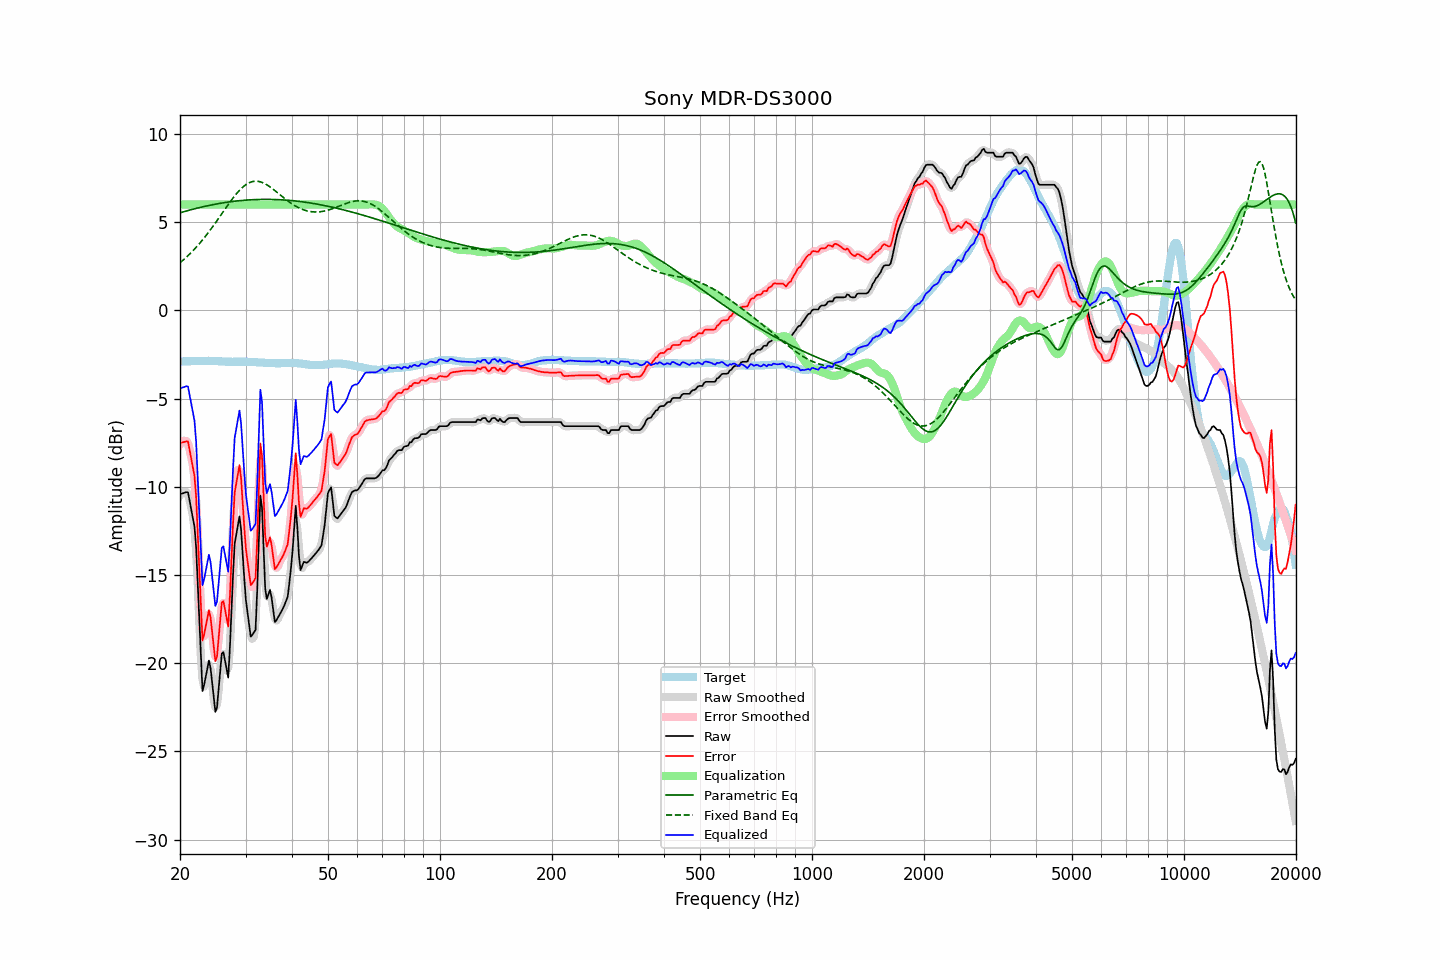 Sony MDR-DS3000
Amplitude (dBr)
10
5
0
−5
−10
−15
−20
−25
−30
Target
Raw Smoothed
Error Smoothed
Raw
Error
Equalization
Parametric Eq
Fixed Band Eq
Equalized
20 50 100 200 500 1000 2000 5000 10000 20000
Frequency (Hz)